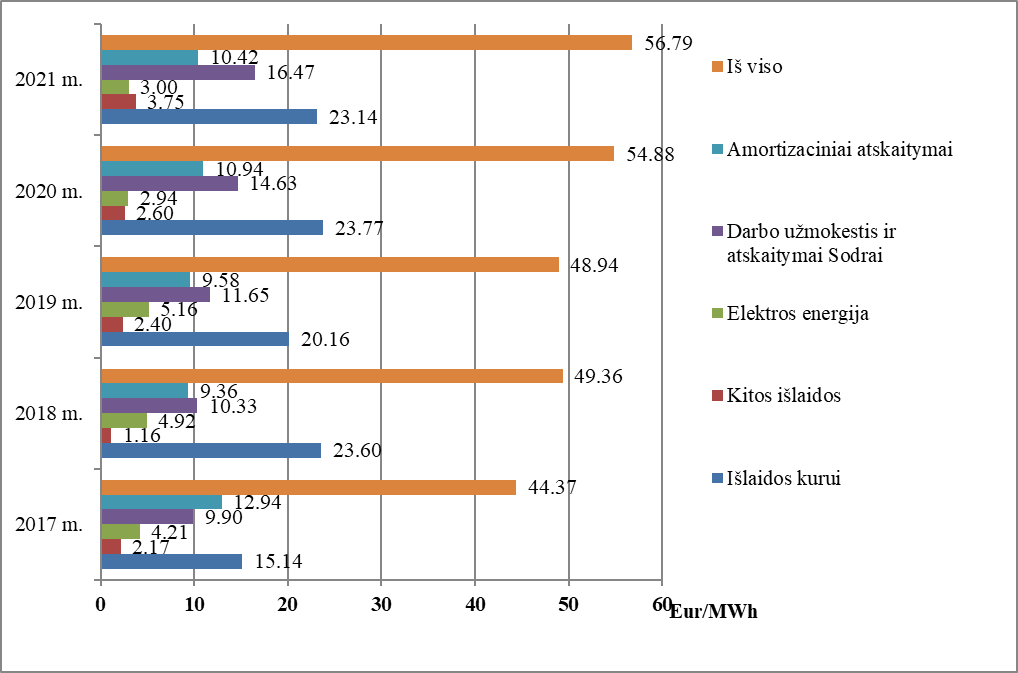 2021 m.
56.79
10.42
16.47
3.00
3.75
23.14
2020 m.
54.88
10.94
14.63
2.94
2.60
23.77
2019 m.
48.94
9.58
11.65
5.16
2.40
20.16
2018 m.
49.36
9.36
10.33
4.92
1.16
23.60
2017 m.
44.37
12.94
9.90
4.21
2.17
15.14
0 10 20 30 40 50 60
Eur/MWh
Iš viso
Amortizaciniai atskaitymai
Darbo užmokestis ir
atskaitymai Sodrai
Elektros energija
Kitos išlaidos
Išlaidos kurui